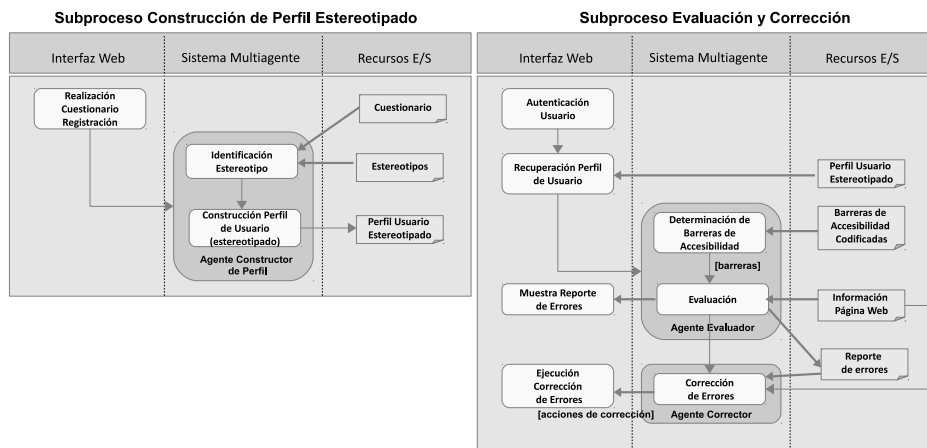 Subproceso Construcción de Perfil Estereotipado
Interfaz Web
Sistema Multiagente
Recursos E/S
Realización
Cuestionario
Registración
Cuestionario
Identificación
Estereotipo
Estereotipos
Construcción Perfil
de Usuario
(estereotipado)
Perfil Usuario
Estereotipado
Agente Constructor
de Perfil
Subproceso Evaluación y Corrección
Interfaz Web
Sistema Multiagente
Recursos E/S
Autenticación
Usuario
Recuperación Perfil
de Usuario
Perfil Usuario
Estereotipado
Determinación de
Barreras de
Accesibilidad
Barreras de
Accesibilidad
Codificadas
[barreras]
Muestra Reporte
de Errores
Evaluación
Información
Página Web
Agente Evaluador
Reporte
de errores
Ejecución
Corrección
de Errores
Corrección
de Errores
[acciones de corrección]
Agente Corrector